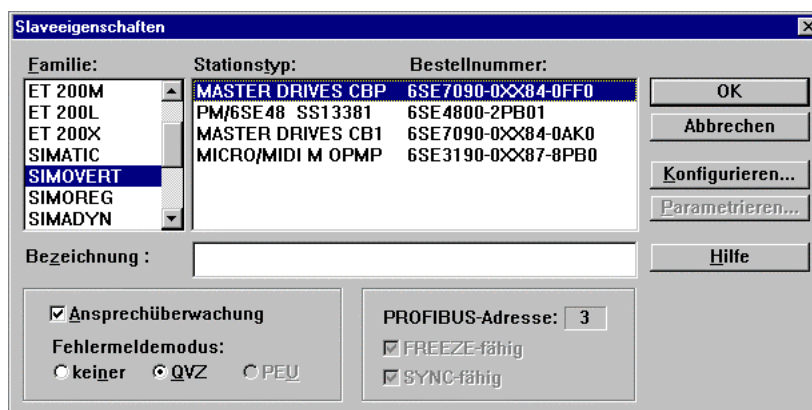 Slaveeigenschaften
Familie: Stationstyp: Bestellnummer:
ET 200M MASTER DRIVES CBP 6SE7090-0XX84-0FF0 OK
ET 200L PM/6SE48 SS13381 6SE4800-2PB01
ET 200X MASTER DRIVES CB1 6SE7090-0XX84-0AK0 Abbrechen
SIMATIC MICRO/MIDI M OPMP 6SE3190-0XX87-8PB0
SIMOVERT Konfigurieren...
SIMOREG
SIMADYN Parametrieren...
Bezeichnung : Hilfe
Ansprechüberwachung PROFIBUS-Adresse: 3
Fehlermeldemodus: FREEZE-fähig
keiner QVZ PEU SYNC-fähig